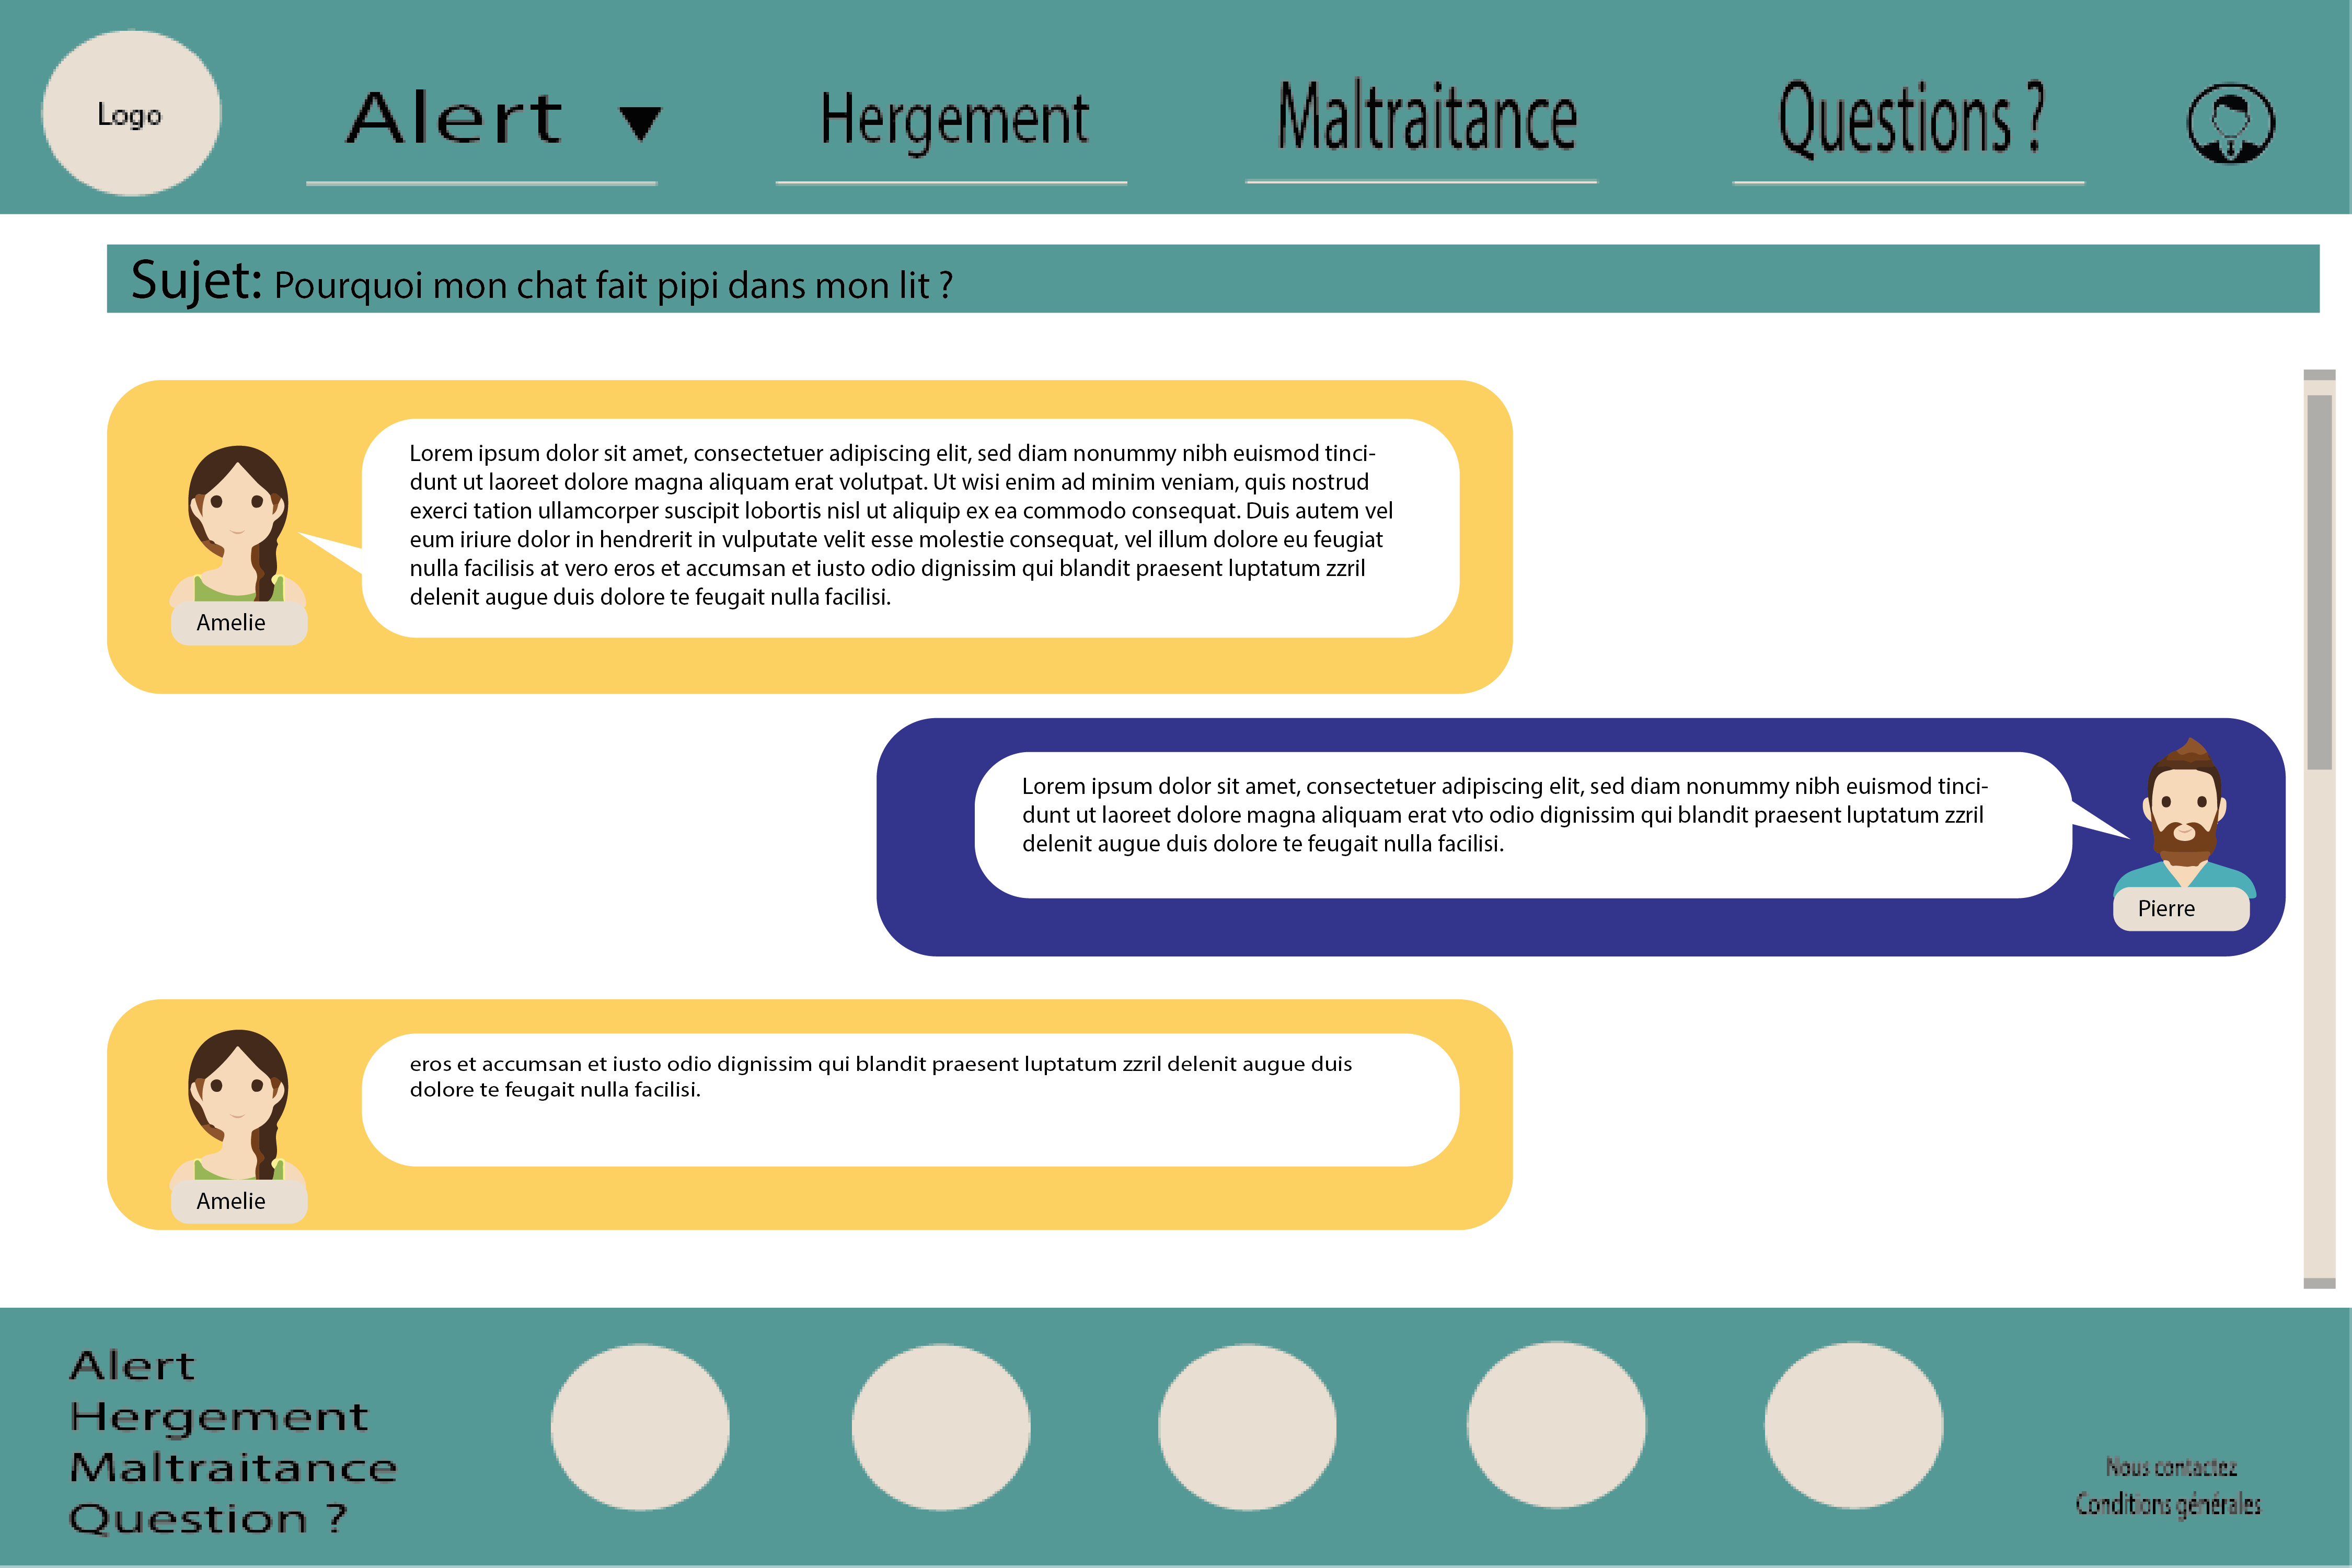 Logo
Alert
Hergement
Maltraitance
Questions ?
Sujet: Pourquoi mon chat fait pipi dans mon lit ?
Lorem ipsum dolor sit amet, consectetuer adipiscing elit, sed diam nonummy nibh euismod tinci-
dunt ut laoreet dolore magna aliquam erat volutpat. Ut wisi enim ad minim veniam, quis nostrud
exerci tation ullamcorper suscipit lobortis nisl ut aliquip ex ea commodo consequat. Duis autem vel
eum iriure dolor in hendrerit in vulputate velit esse molestie consequat, vel illum dolore eu feugiat
nulla facilisis at vero eros et accumsan et iusto odio dignissim qui blandit praesent luptatum zzril
delenit augue duis dolore te feugait nulla facilisi.
Amelie
Lorem ipsum dolor sit amet, consectetuer adipiscing elit, sed diam nonummy nibh euismod tinci-
dunt ut laoreet dolore magna aliquam erat vto odio dignissim qui blandit praesent luptatum zzril
delenit augue duis dolore te feugait nulla facilisi.
Pierre
eros et accumsan et iusto odio dignissim qui blandit praesent luptatum zzril delenit augue duis
dolore te feugait nulla facilisi.
Amelie
Alert
Hergement
Maltraitance
Question ?
Nous contactez
Conditions générales